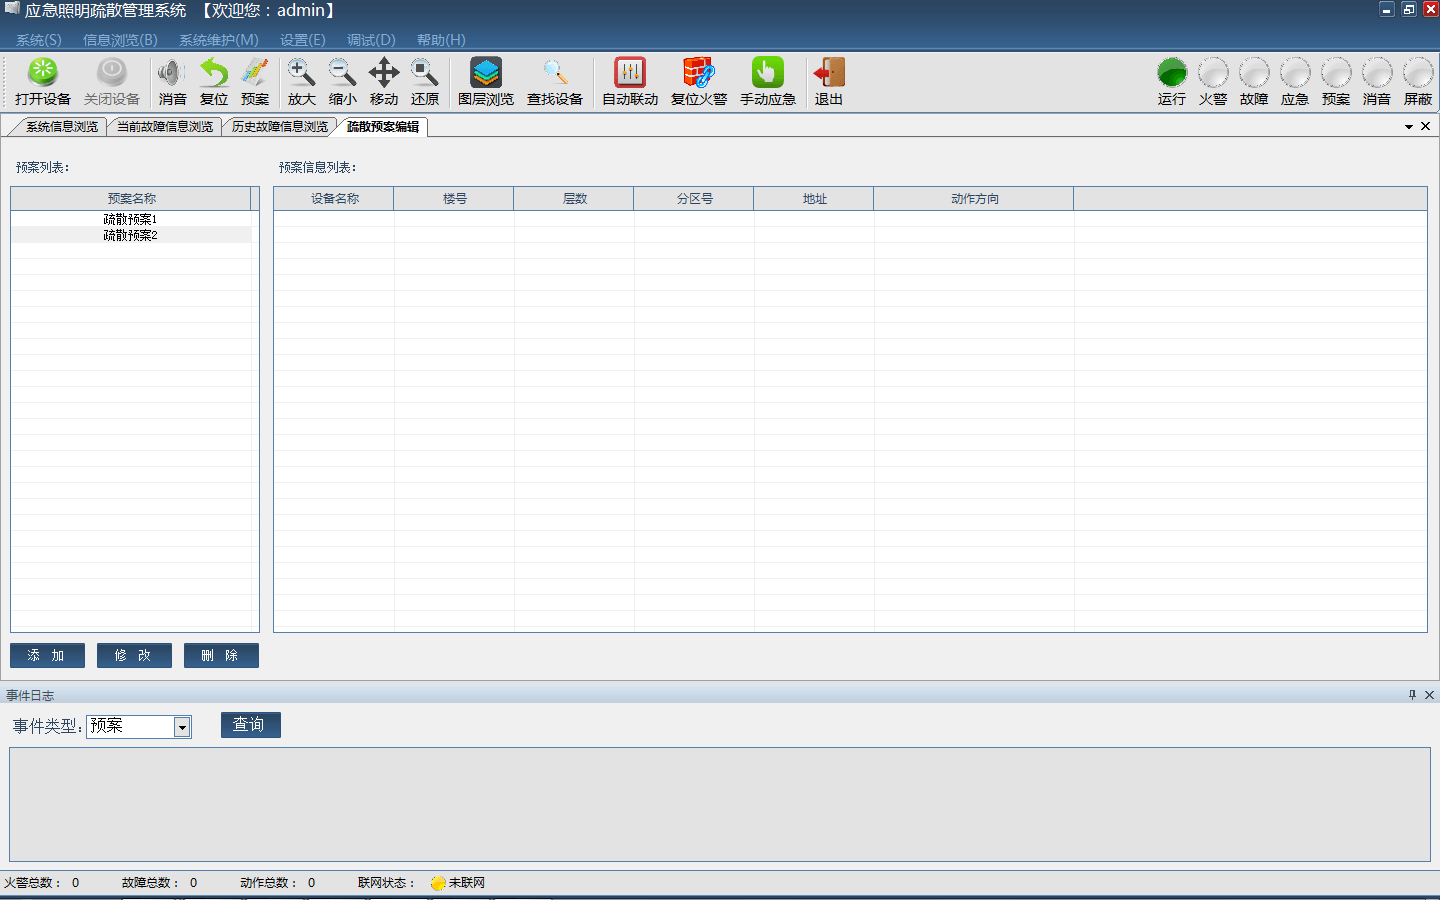 应急照明疏散管理系统 【欢迎您：admin】
系统(S) 信息浏览(B) 系统维护(M) 设置(E) 调试(D) 帮助(H)
打开设备 关闭设备 消音 复位 预案 放大 缩小 移动 还原 图层浏览 查找设备 自动联动 复位火警 手动应急 退出 运行 火警 故障 应急 预案 消音 屏蔽
系统信息浏览 当前故障信息浏览 历史故障信息浏览 疏散预案编辑
预案列表： 预案信息列表：
预案名称 设备名称 楼号 层数 分区号 地址 动作方向
疏散预案1
疏散预案2
添 加 修 改 删 除
事件日志
事件类型： 预案 查询
火警总数： 0 故障总数： 0 动作总数： 0 联网状态： 未联网